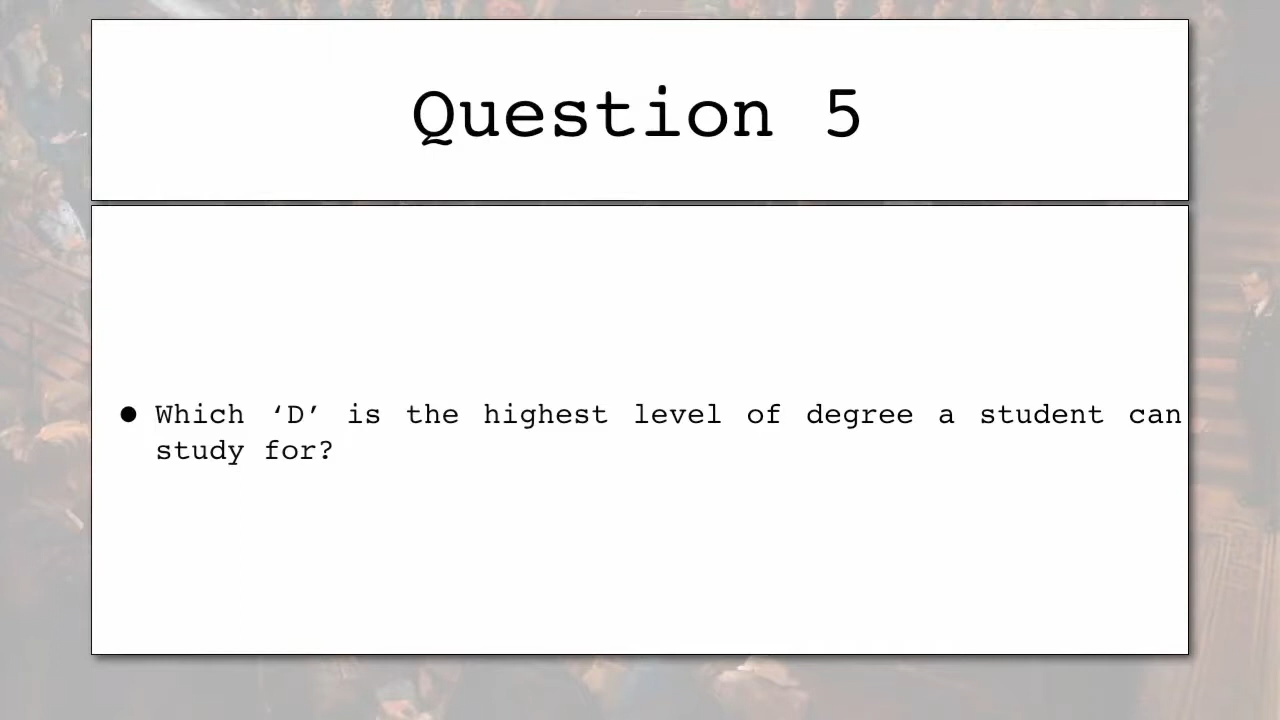 Question 5
● Which ‘D’ is the highest level of degree a student can
study for?